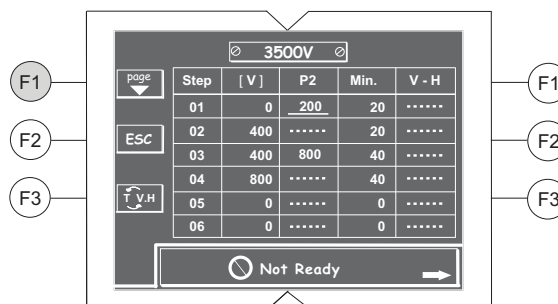 3500V
F1 page Step [ V ] P2 Min. V - H F1
01 0 200 20 ------
F2 ESC 02 400 ------ 20 ------ F2
03 400 800 40 ------
F3 T V.H 04 800 ------ 40 ------ F3
05 0 ------ 0 ------
06 0 ------ 0 ------
Not Ready